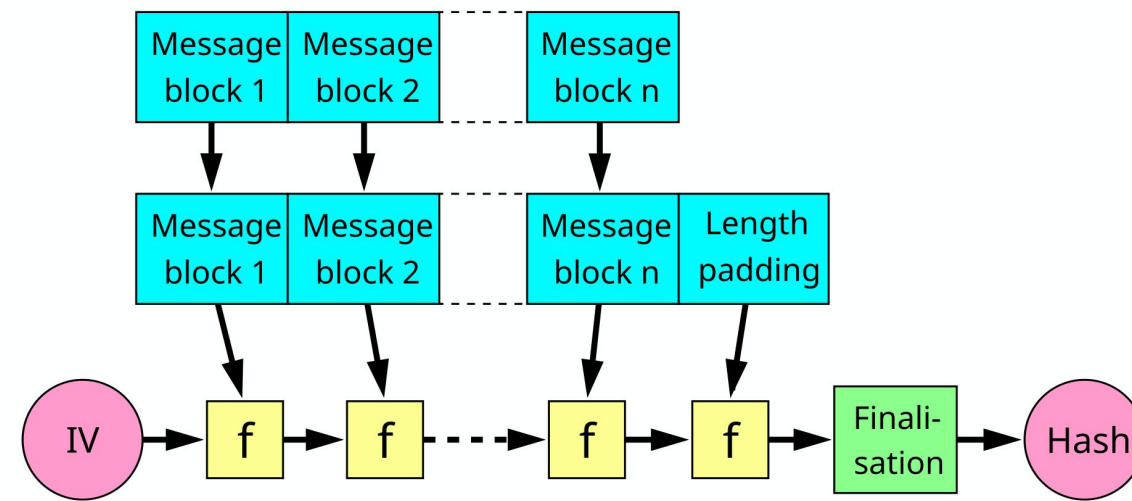 Message
block 1
Message
block 2
Message
block n
Message
block 1
Message
block 2
Message
block n
Length
padding
IV
f
f
f
f
Finali-
sation
Hash